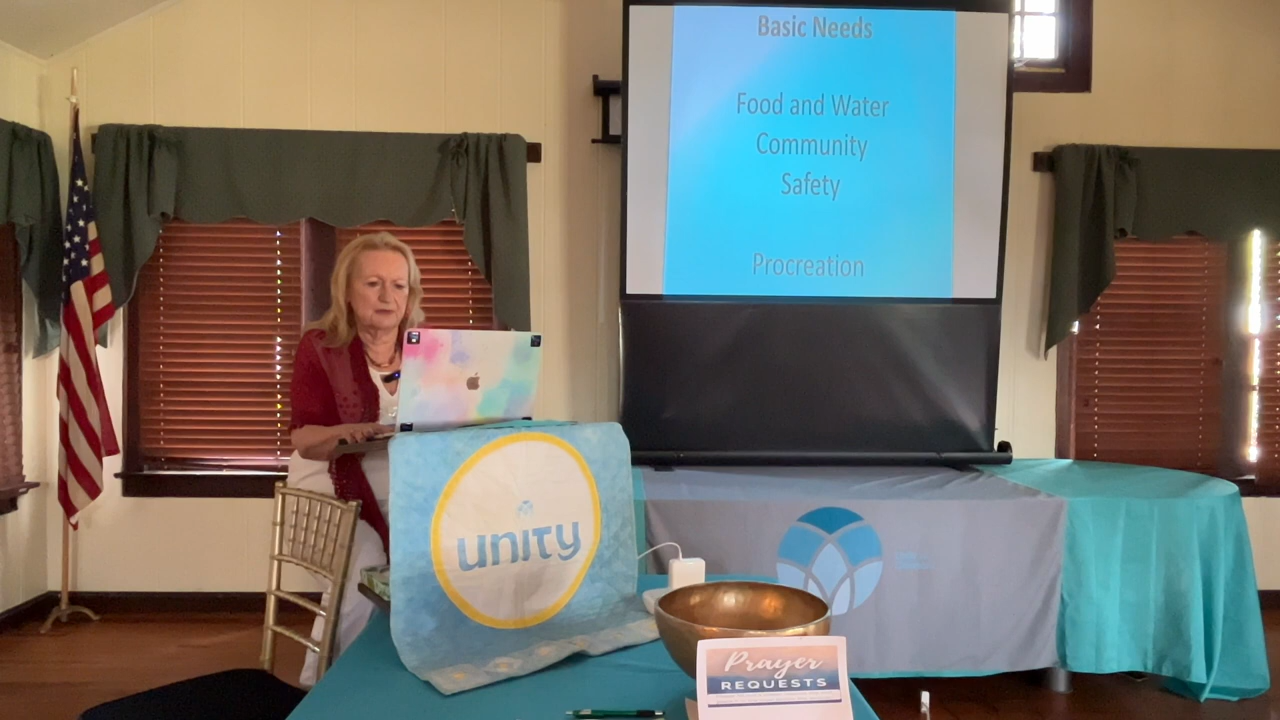 Basic Needs
Food and Water
Community
Safety
Procreation
unity
Prayer
REQUESTS